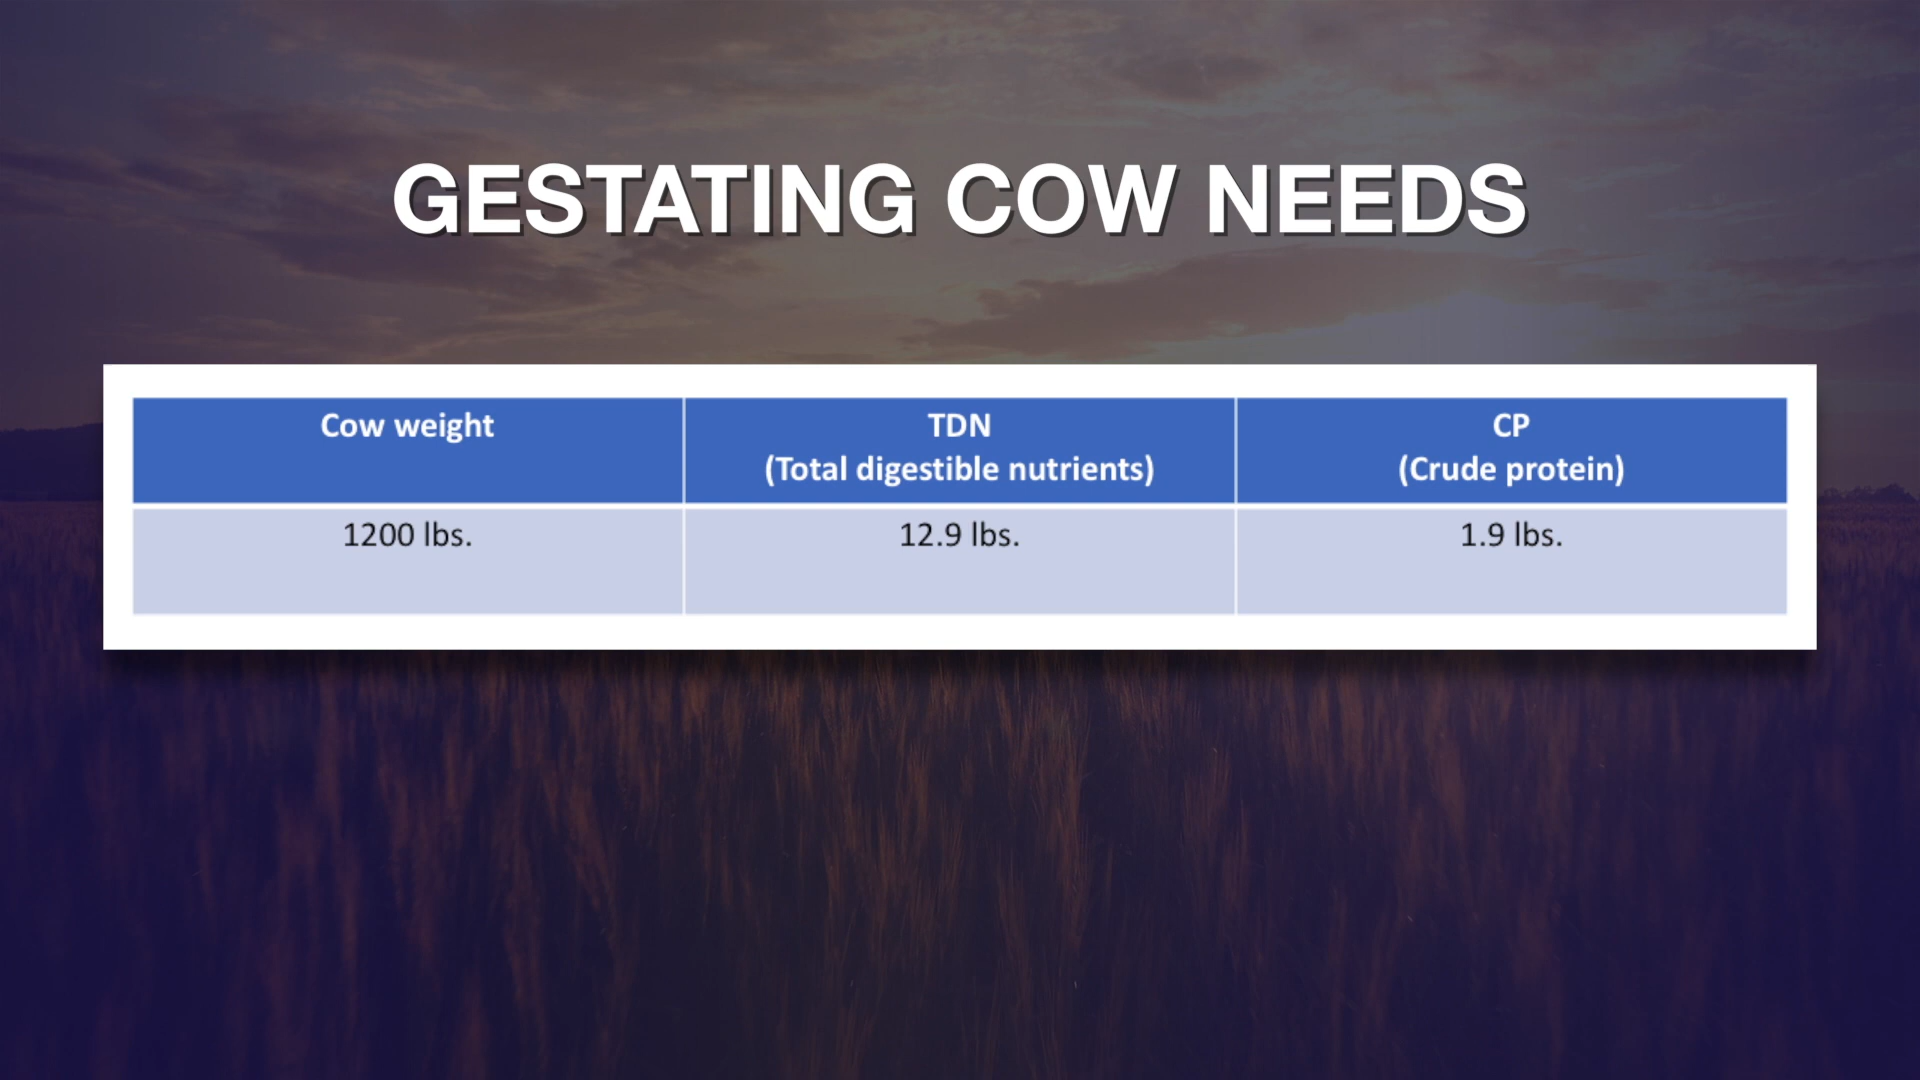 GESTATING COW NEEDS
Cow weight
TDN
(Total digestible nutrients)
CP
(Crude protein)
1200 lbs.
12.9 lbs.
1.9 lbs.